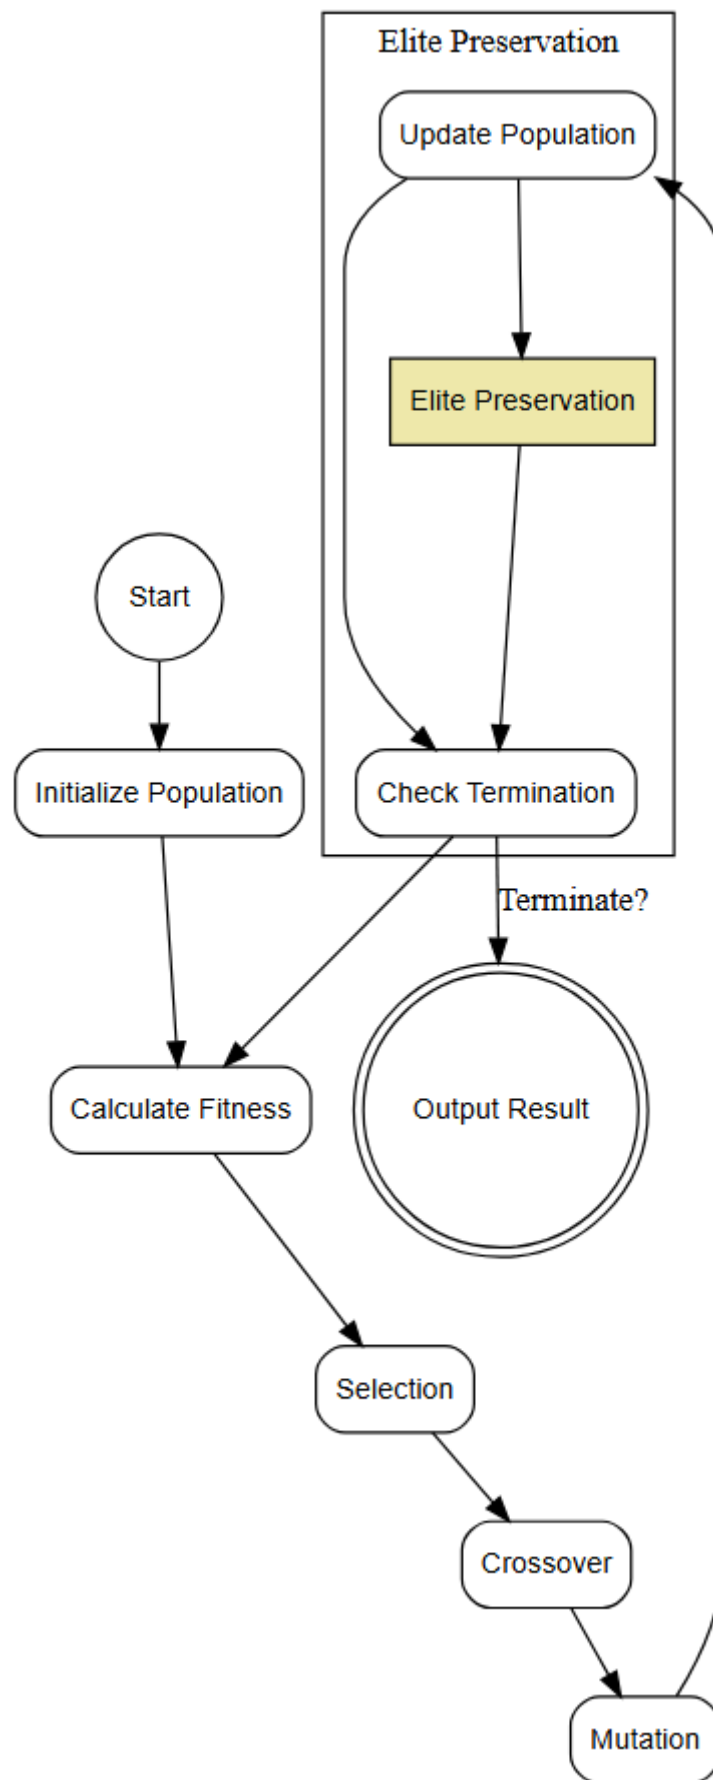 Elite Preservation
Update Population
Elite Preservation
Start
Initialize Population
Check Termination
Terminate?
Calculate Fitness
Output Result
Selection
Crossover
Mutation